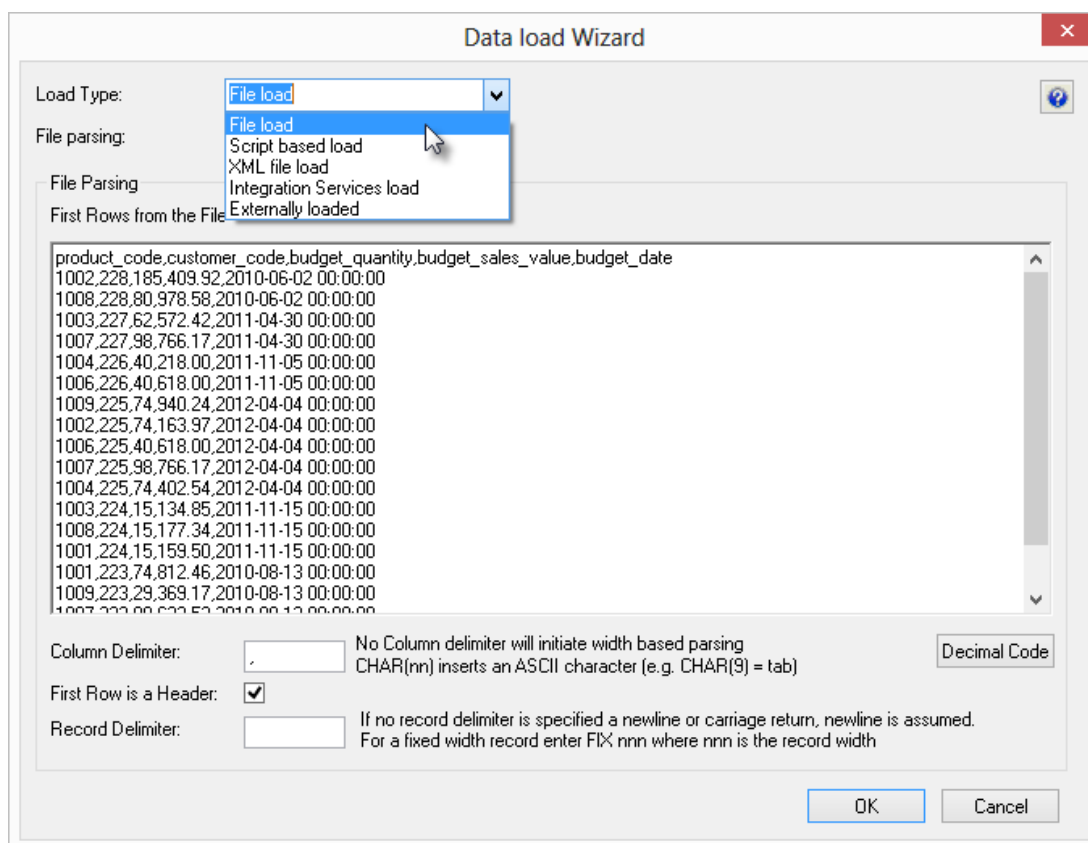 Data load Wizard
Load Type:
File load
File load
Script based load
XML file load
Integration Services load
Externally loaded
File parsing:
File Parsing
First Rows from the File
product_code,customer_code,budget_quantity,budget_sales_value,budget_date
1002,228,185,409.92,2010-06-02 00:00:00
1008,228,80,978.58,2010-06-02 00:00:00
1003,227,62,572.42,2011-04-30 00:00:00
1007,227,98,766.17,2011-04-30 00:00:00
1004,226,40,218.00,2011-11-05 00:00:00
1006,226,40,618.00,2011-11-05 00:00:00
1009,225,74,940.24,2012-04-04 00:00:00
1002,225,74,163.97,2012-04-04 00:00:00
1006,225,40,618.00,2012-04-04 00:00:00
1007,225,98,766.17,2012-04-04 00:00:00
1004,225,74,402.54,2012-04-04 00:00:00
1003,224,15,134.85,2011-11-15 00:00:00
1008,224,15,177.34,2011-11-15 00:00:00
1001,224,15,159.50,2011-11-15 00:00:00
1001,223,74,812.46,2010-08-13 00:00:00
1009,223,29,369.17,2010-08-13 00:00:00
Column Delimiter:
,
No Column delimiter will initiate width based parsing
CHAR(nn) inserts an ASCII character (e.g. CHAR(9) = tab)
Decimal Code
First Row is a Header:
Record Delimiter:
If no record delimiter is specified a newline or carriage return, newline is assumed.
For a fixed width record enter FIX nnn where nnn is the record width
OK
Cancel